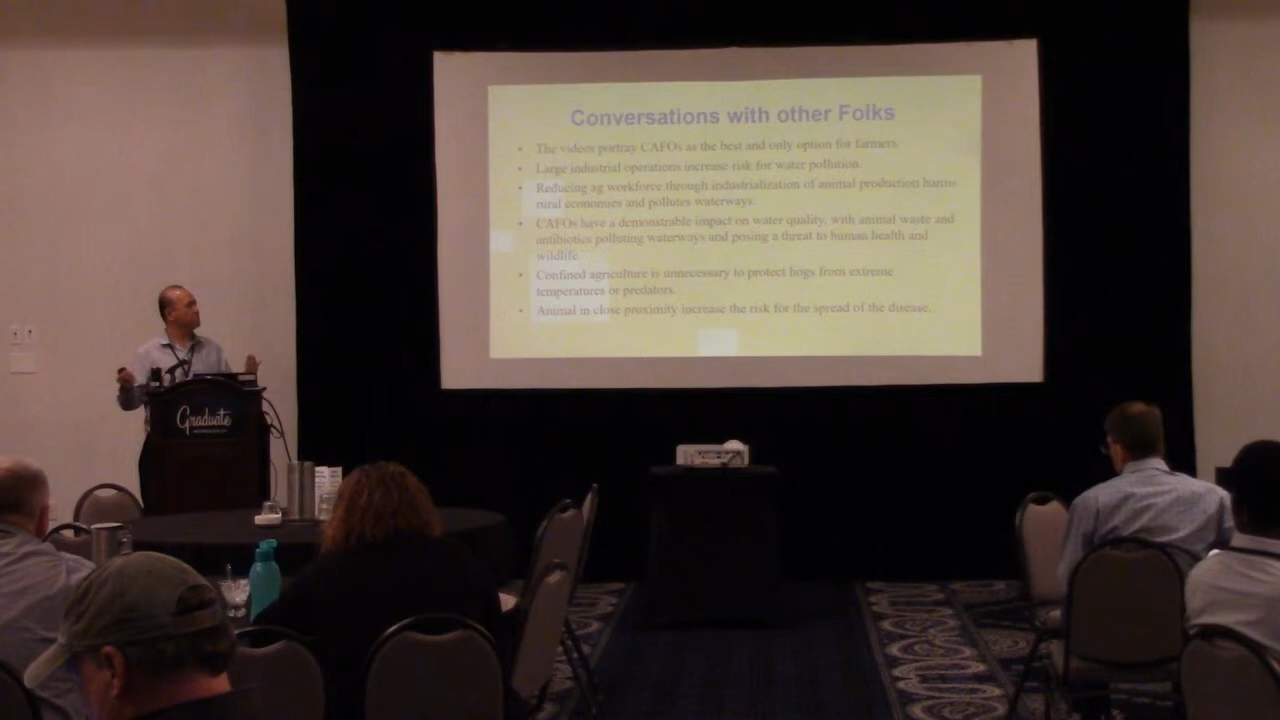 Conversations with other Folks
• The videos portray CAFOs as the best and only option for farmers.
• Large industrial operations increase risk for water pollution.
• Reducing ag workforce through industrialization of animal production harms
rural economies and pollutes waterways.
• CAFOs have a demonstrable impact on water quality, with animal waste and
antibiotics polluting waterways and posing a threat to human health and
wildlife.
• Confined agriculture is unnecessary to protect hogs from extreme
temperatures or predators.
• Animal in close proximity increase the risk for the spread of the disease.
Graduate